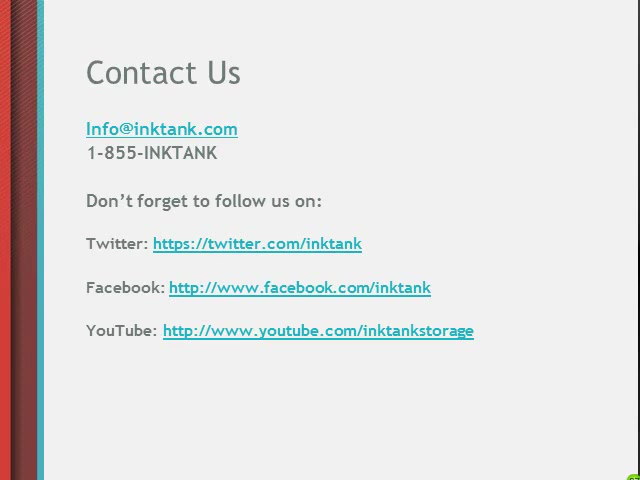 Contact Us
Info@inktank.com
1-855-INKTANK
Don’t forget to follow us on:
Twitter: https://twitter.com/inktank
Facebook: http://www.facebook.com/inktank
YouTube: http://www.youtube.com/inktankstorage